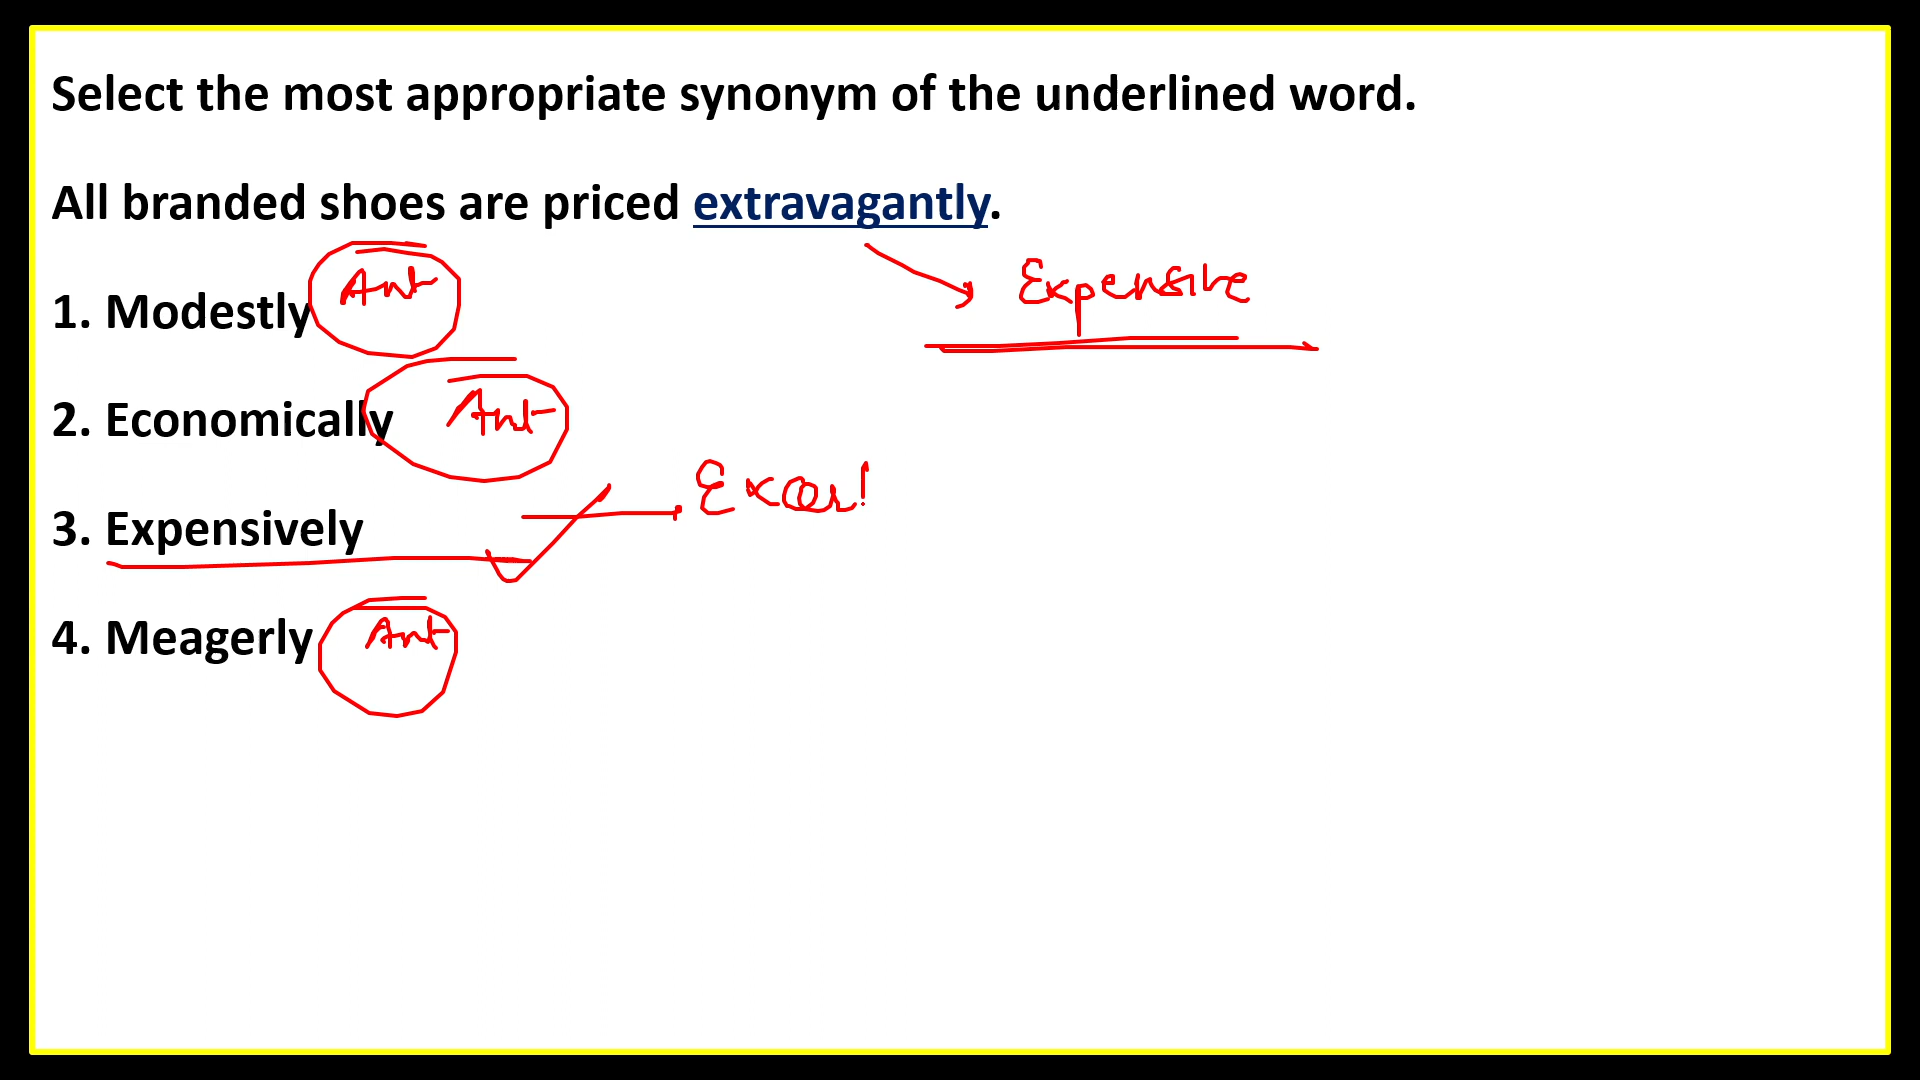 Select the most appropriate synonym of the underlined word.
All branded shoes are priced extravagantly.
Expensive
1. Modestly Ant
2. Economically Ant
3. Expensively
4. Meagerly Ant